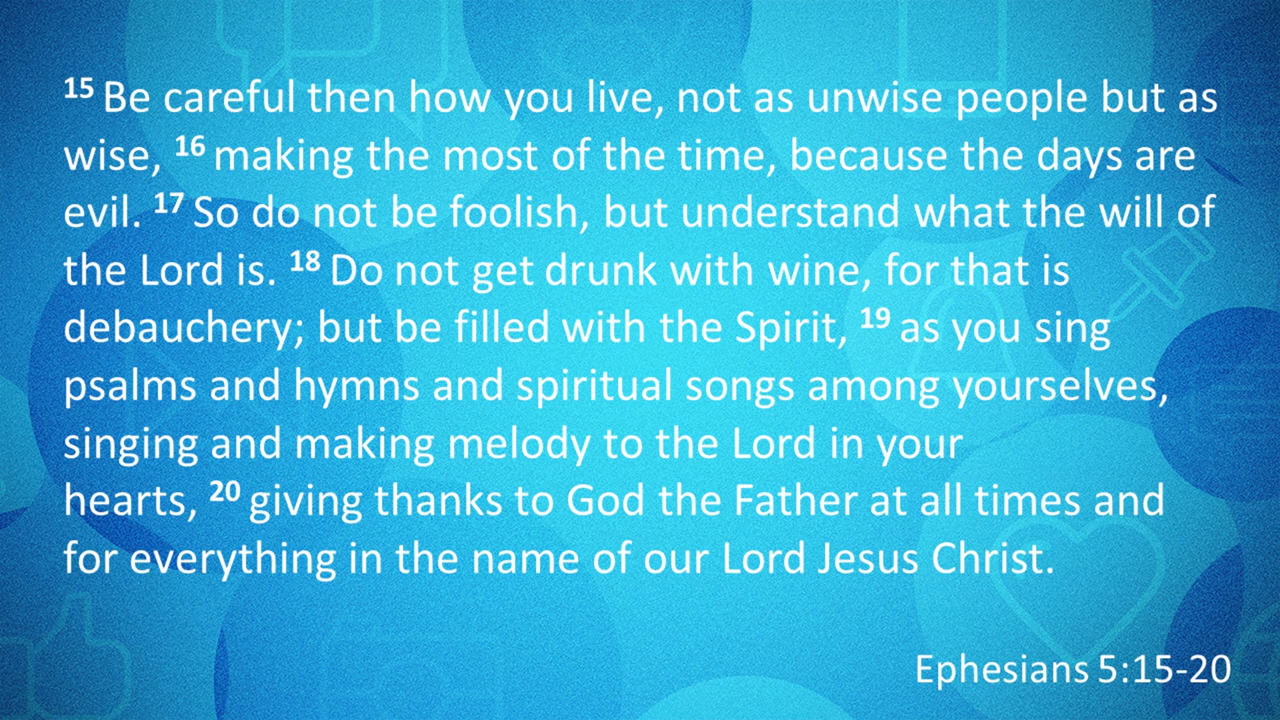 15 Be careful then how you live, not as unwise people but as
wise, 16 making the most of the time, because the days are
evil. 17 So do not be foolish, but understand what the will of
the Lord is. 18 Do not get drunk with wine, for that is
debauchery; but be filled with the Spirit, 19 as you sing
psalms and hymns and spiritual songs among yourselves,
singing and making melody to the Lord in your
hearts, 20 giving thanks to God the Father at all times and
for everything in the name of our Lord Jesus Christ.
Ephesians 5:15-20